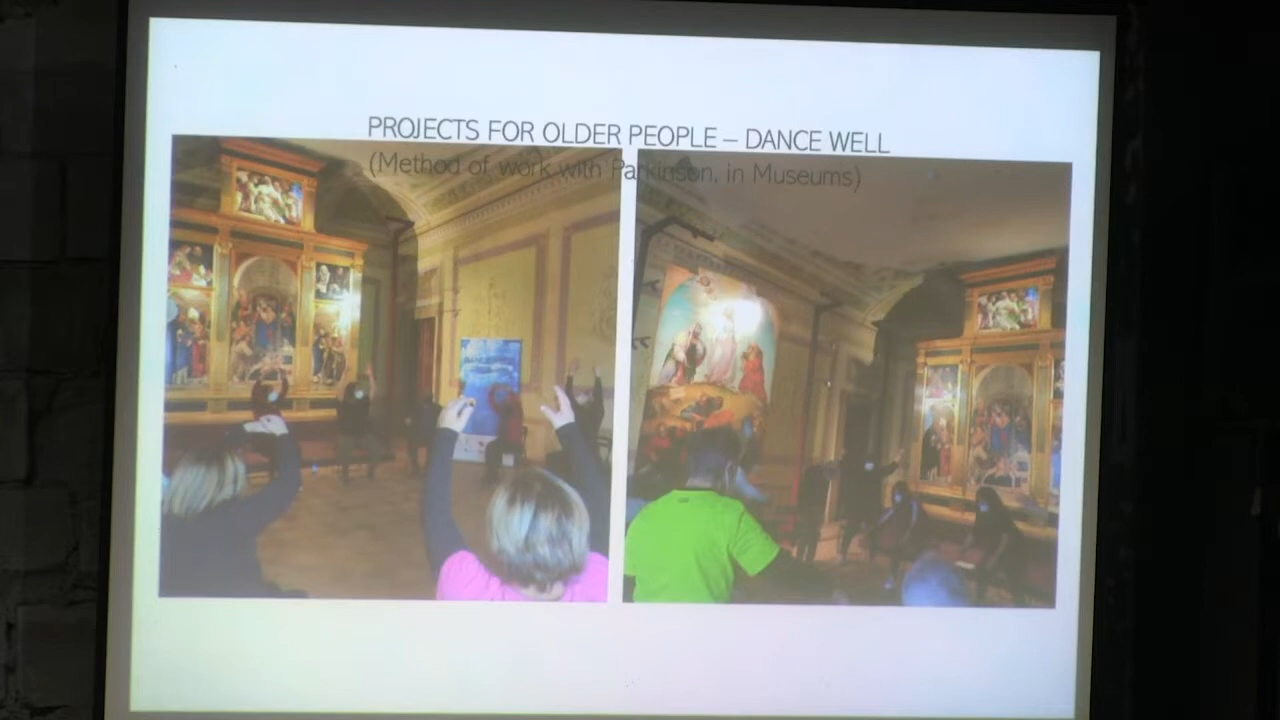 PROJECTS FOR OLDER PEOPLE – DANCE WELL
(Method of work with Parkinson, in Museums)